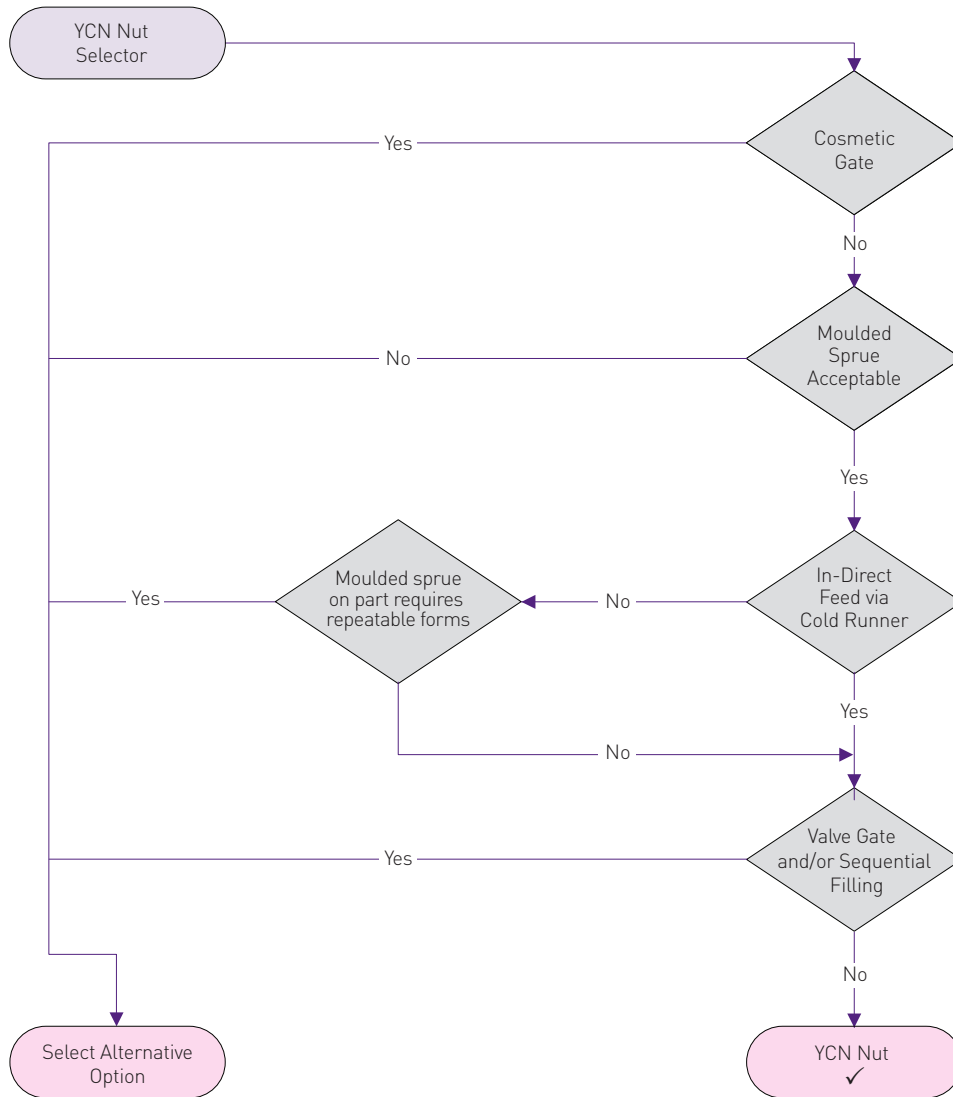 YCN Nut
Selector
Cosmetic
Gate
Yes
No
Moulded
Sprue
Acceptable
No
Yes
In-Direct
Feed via
Cold Runner
No
Moulded sprue
on part requires
repeatable forms
Yes
Yes
No
Valve Gate
and/or Sequential
Filling
Yes
No
Select Alternative
Option
YCN Nut
✓